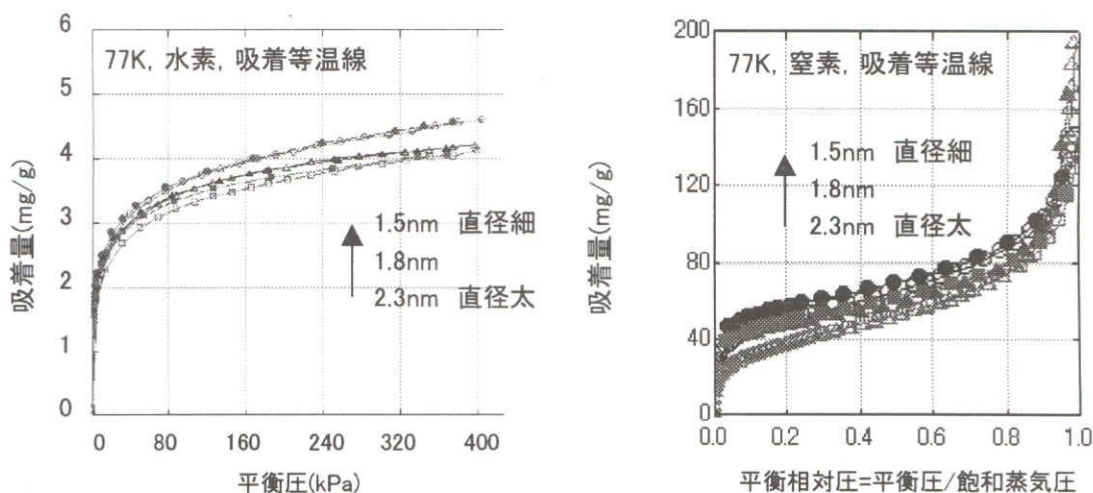 6
5
4
3
2
1
0
77K, 水素, 吸着等温線
1.5nm 直径細
1.8nm
2.3nm 直径太
吸着量(mg/g)
0 80 160 240 320 400
平衡圧(kPa)
200
160
120
80
40
0
77K, 窒素, 吸着等温線
1.5nm 直径細
1.8nm
2.3nm 直径太
吸着量(mg/g)
0.0 0.2 0.4 0.6 0.8 1.0
平衡相対圧=平衡圧/飽和蒸気圧